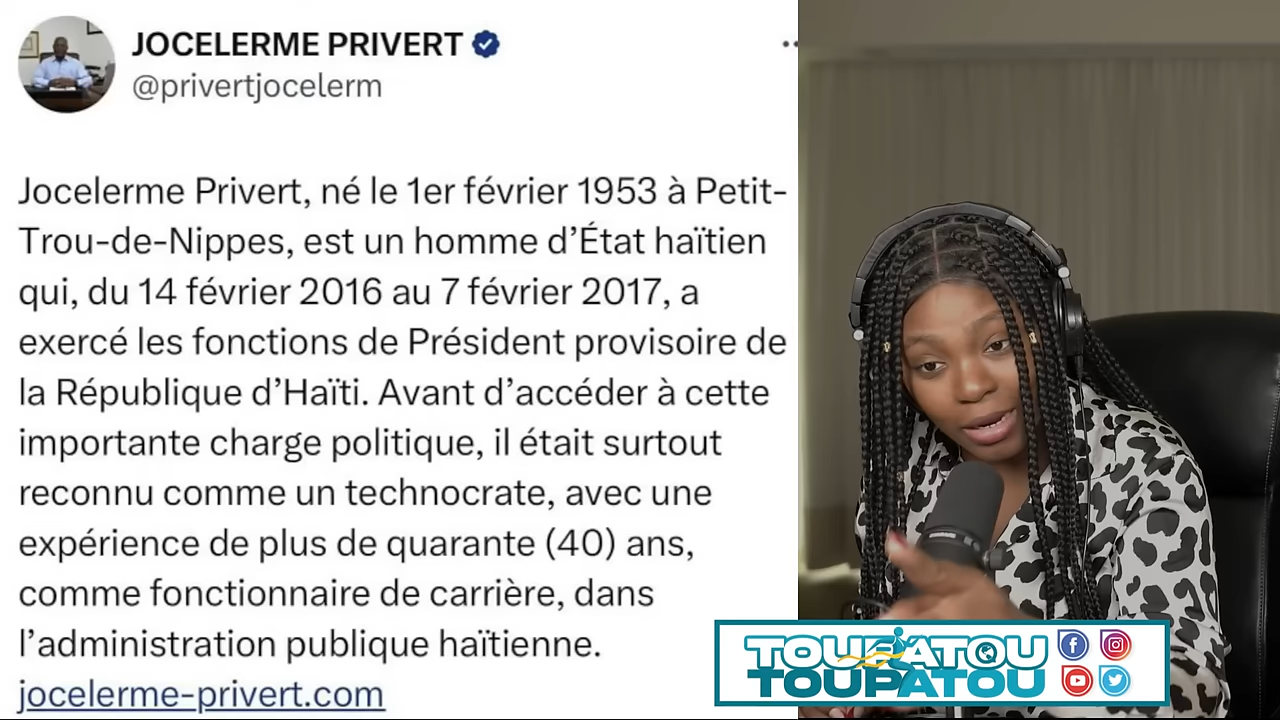 JOCELERME PRIVERT
@privertjocelerm
Jocelerme Privert, né le 1er février 1953 à Petit-
Trou-de-Nippes, est un homme d’État haïtien
qui, du 14 février 2016 au 7 février 2017, a
exercé les fonctions de Président provisoire de
la République d’Haïti. Avant d’accéder à cette
importante charge politique, il était surtout
reconnu comme un technocrate, avec une
expérience de plus de quarante (40) ans,
comme fonctionnaire de carrière, dans
l’administration publique haïtienne.
jocelerme-privert.com
TOUPATOU
TOUPATOU